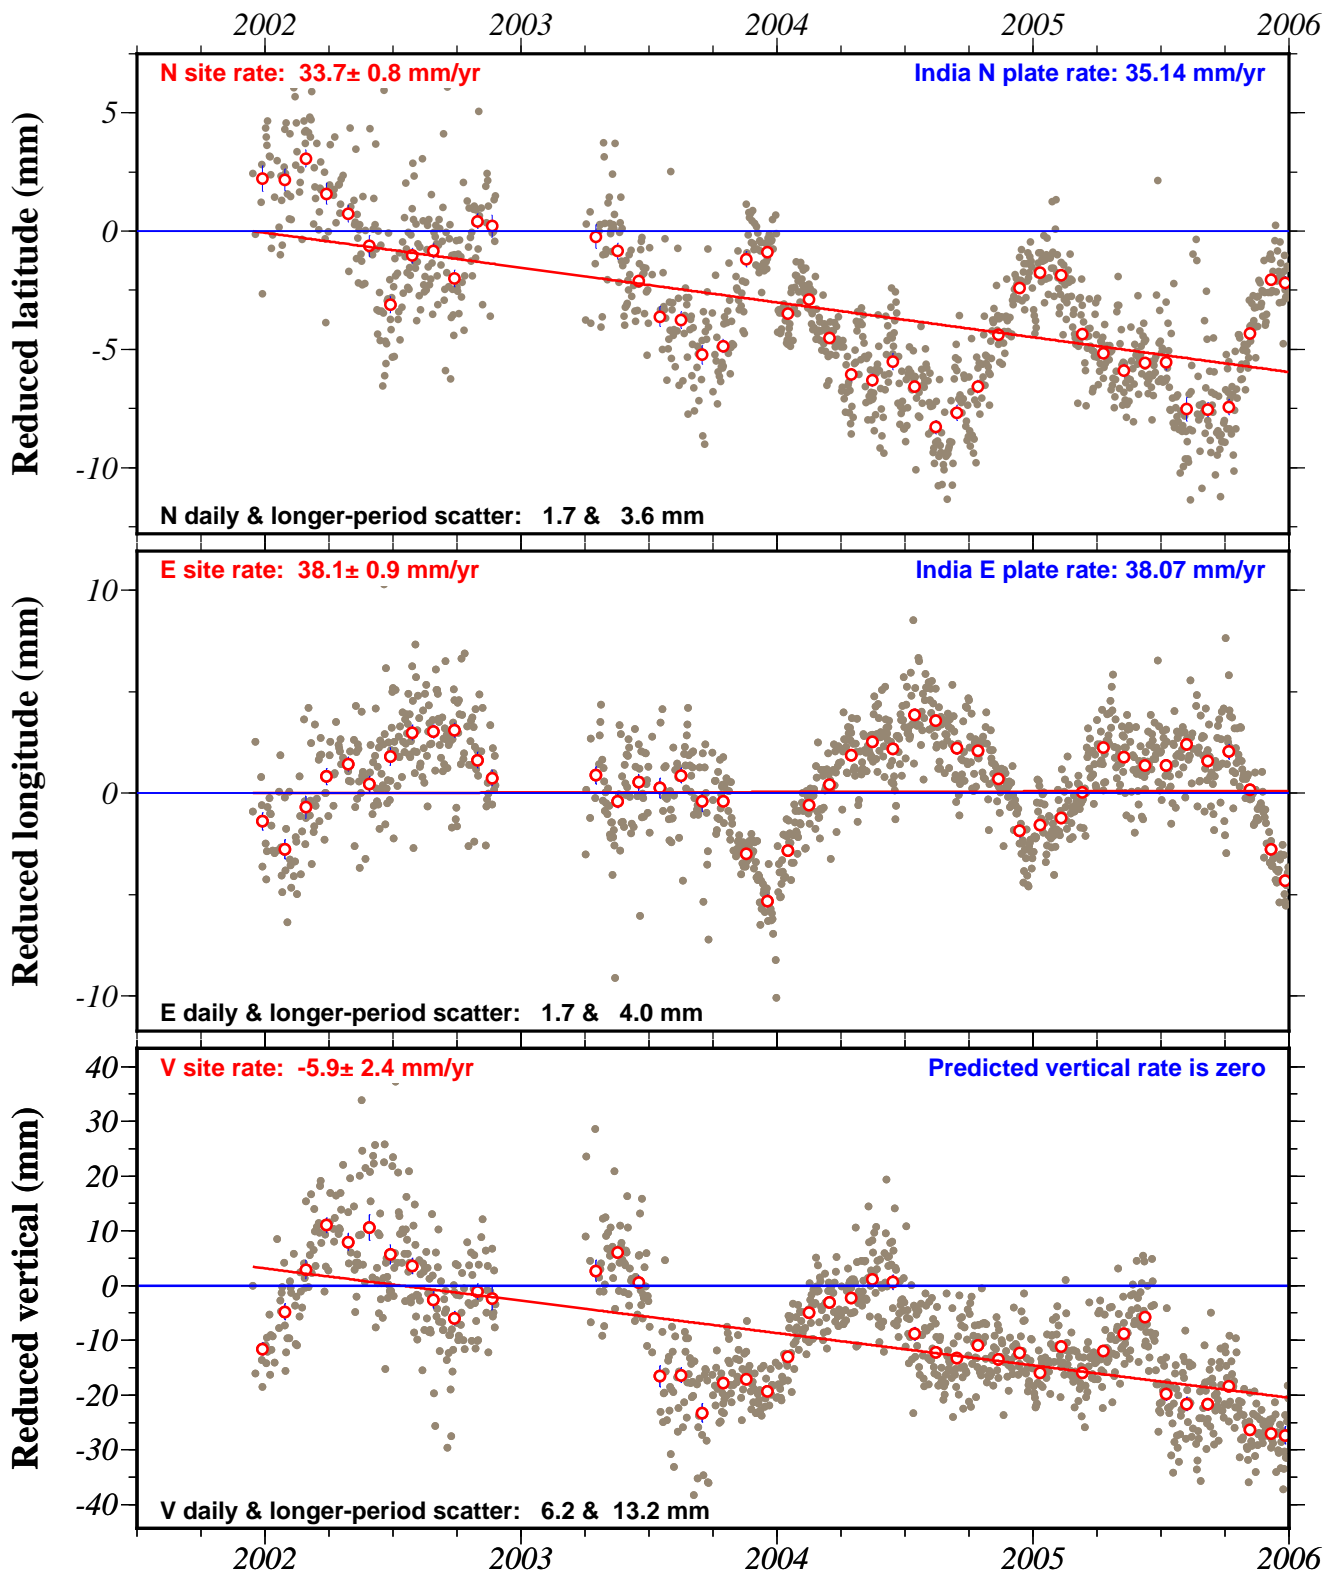 2002 2003 2004 2005 2006
N site rate: 33.7± 0.8 mm/yr
India N plate rate: 35.14 mm/yr
5
0
-5
-10
Reduced latitude (mm)
N daily & longer-period scatter: 1.7 & 3.6 mm
E site rate: 38.1± 0.9 mm/yr
India E plate rate: 38.07 mm/yr
10
0
-10
Reduced longitude (mm)
E daily & longer-period scatter: 1.7 & 4.0 mm
V site rate: -5.9± 2.4 mm/yr
Predicted vertical rate is zero
40
30
20
10
0
-10
-20
-30
-40
Reduced vertical (mm)
V daily & longer-period scatter: 6.2 & 13.2 mm
2002 2003 2004 2005 2006